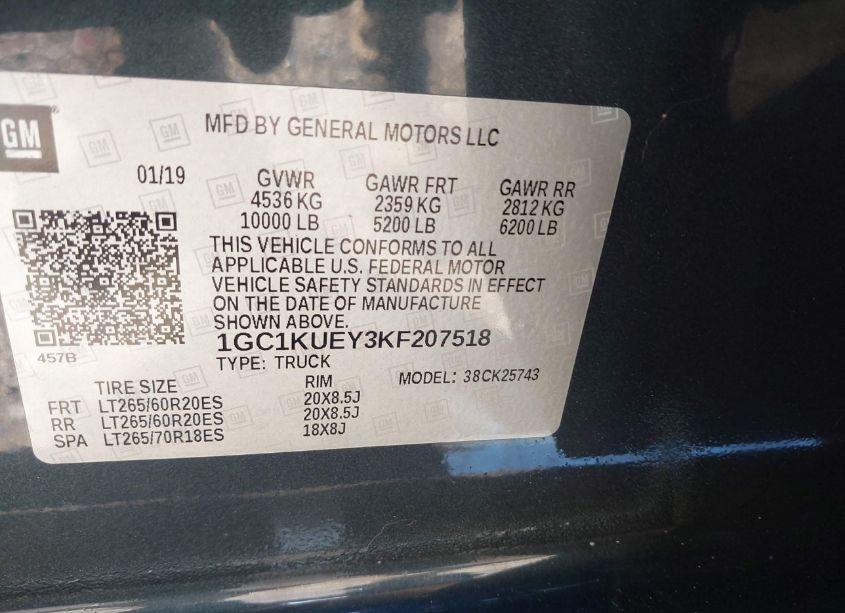 GM
MFD BY GENERAL MOTORS LLC
01/19 GVWR GAWR FRT GAWR RR
4536 KG 2359 KG 2812 KG
10000 LB 5200 LB 6200 LB
THIS VEHICLE CONFORMS TO ALL
APPLICABLE U.S. FEDERAL MOTOR
VEHICLE SAFETY STANDARDS IN EFFECT
ON THE DATE OF MANUFACTURE
SHOWN ABOVE.
1GC1KUEY3KF207518
457B
TYPE: TRUCK
MODEL: 38CK25743
TIRE SIZE RIM
FRT LT265/60R20ES 20X8.5J
RR LT265/60R20ES 20X8.5J
SPA LT265/70R18ES 18X8J